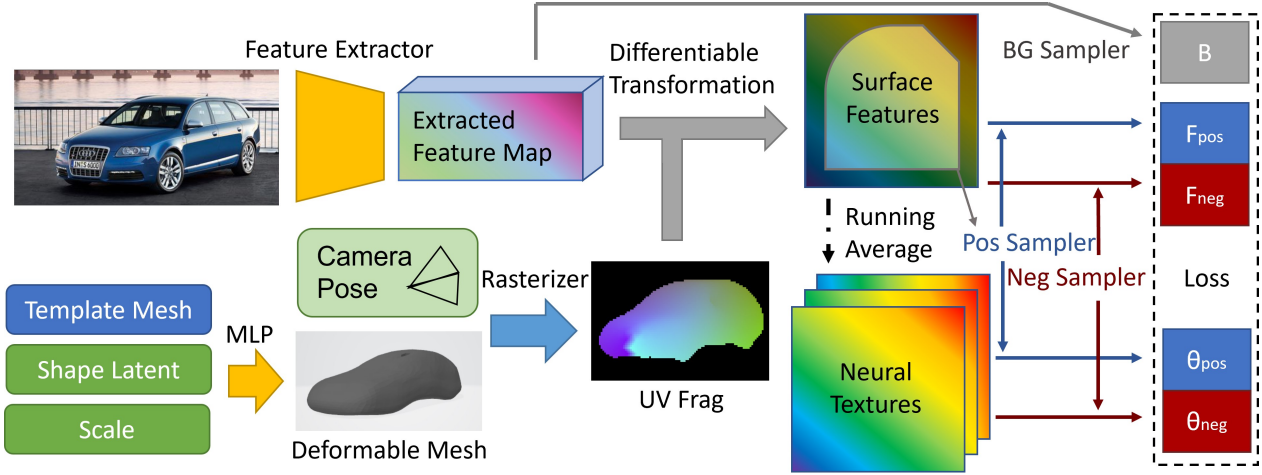 Feature Extractor
Extracted
Feature Map
Differentiable
Transformation
Surface
Features
BG Sampler
B
Fpos
Fneg
Running
Average
Pos Sampler
Neg Sampler
Loss
Camera
Pose
Rasterizer
Template Mesh
Shape Latent
Scale
MLP
Deformable Mesh
UV Frag
Neural
Textures
θpos
θneg